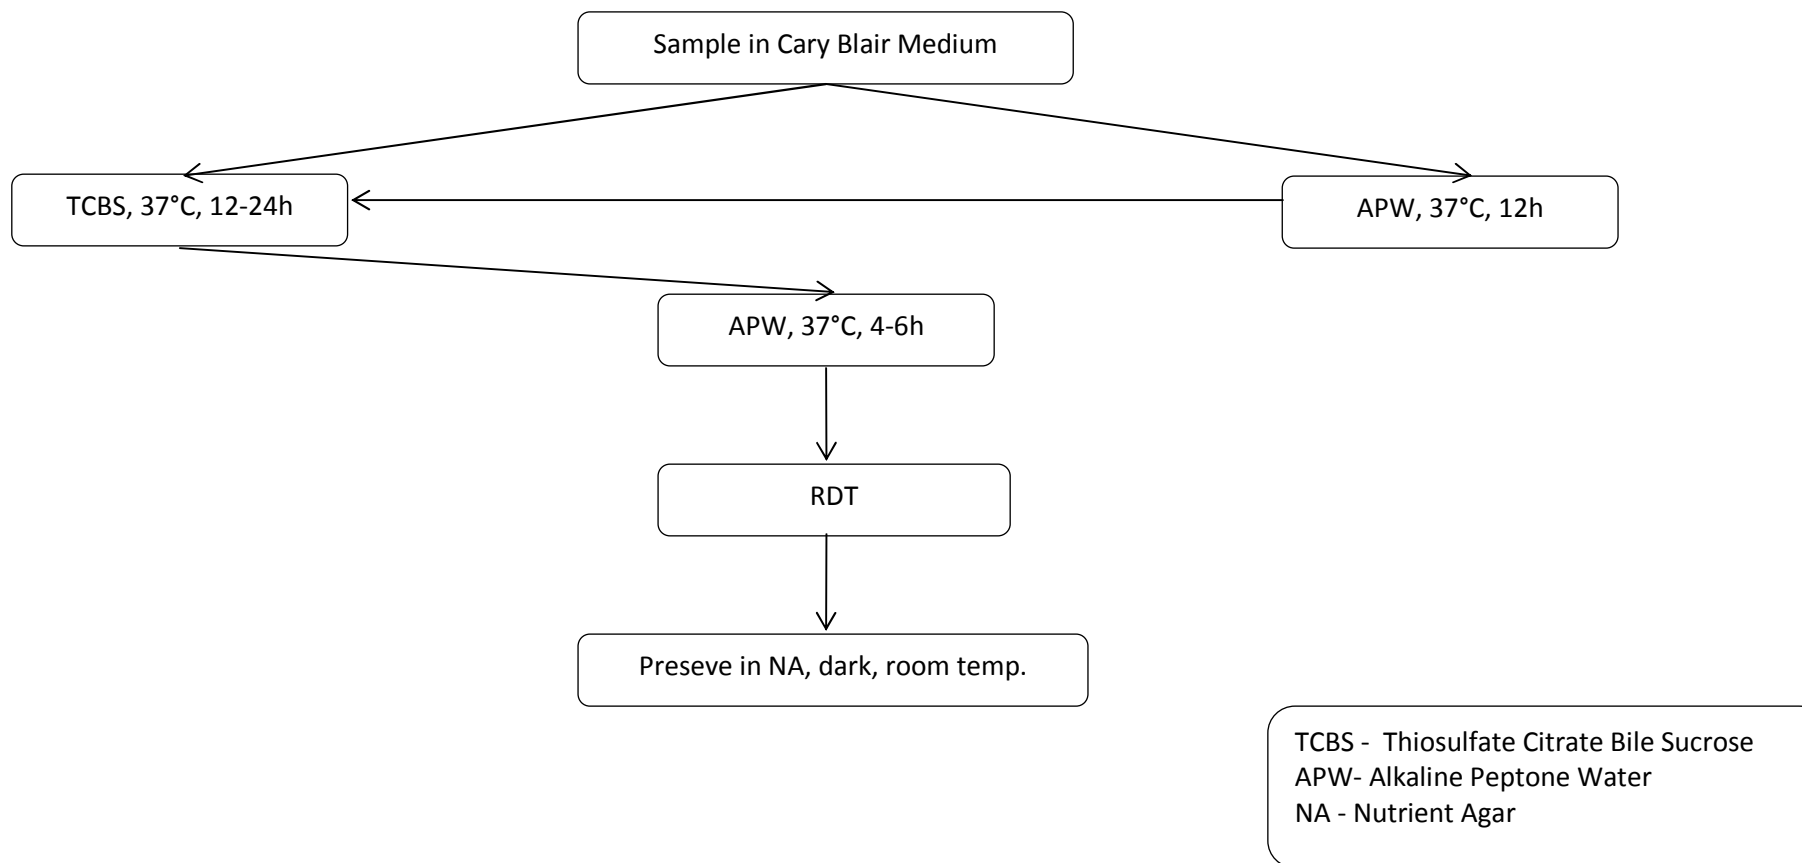 Sample in Cary Blair Medium
TCBS, 37°C, 12-24h
APW, 37°C, 12h
APW, 37°C, 4-6h
RDT
Preseve in NA, dark, room temp.
TCBS - Thiosulfate Citrate Bile Sucrose
APW- Alkaline Peptone Water
NA - Nutrient Agar